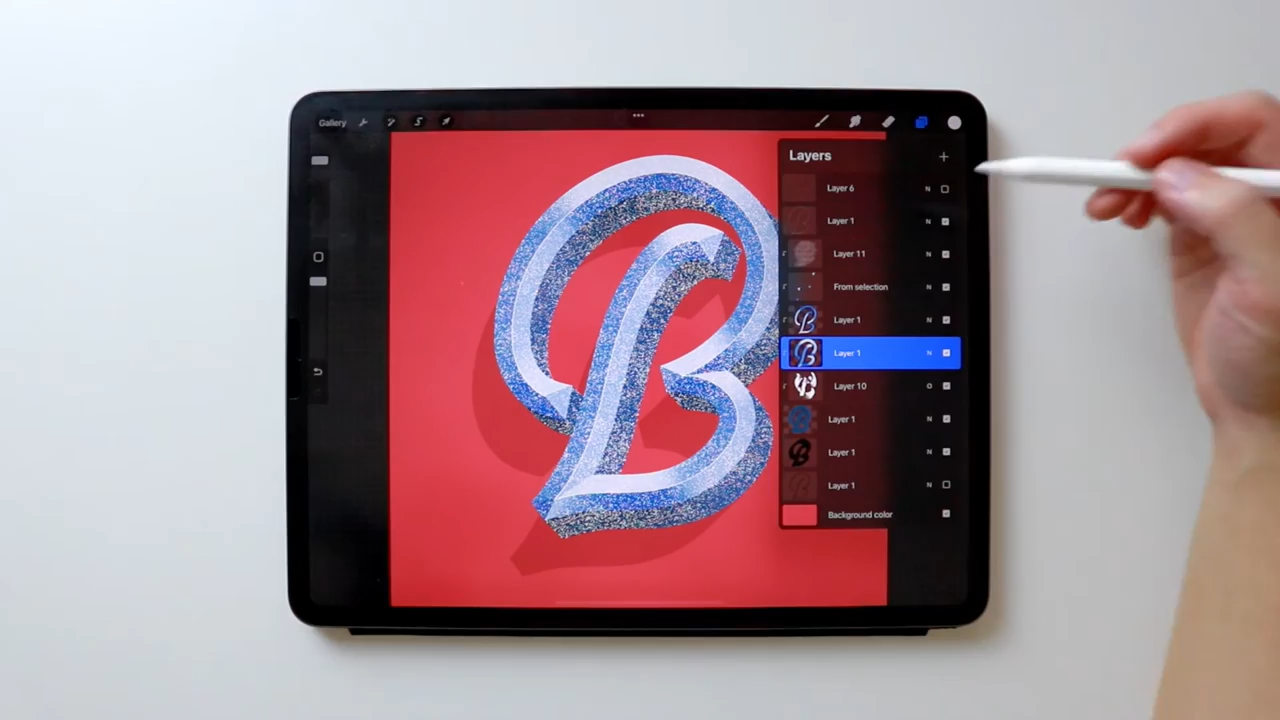 Gallery
Layers
Layer 6 N
Layer 1 N
Layer 11 N
From selection N
Layer 1 N
Layer 1 N
Layer 10 O
Layer 1 N
Layer 1 N
Layer 1 N
Background color
B